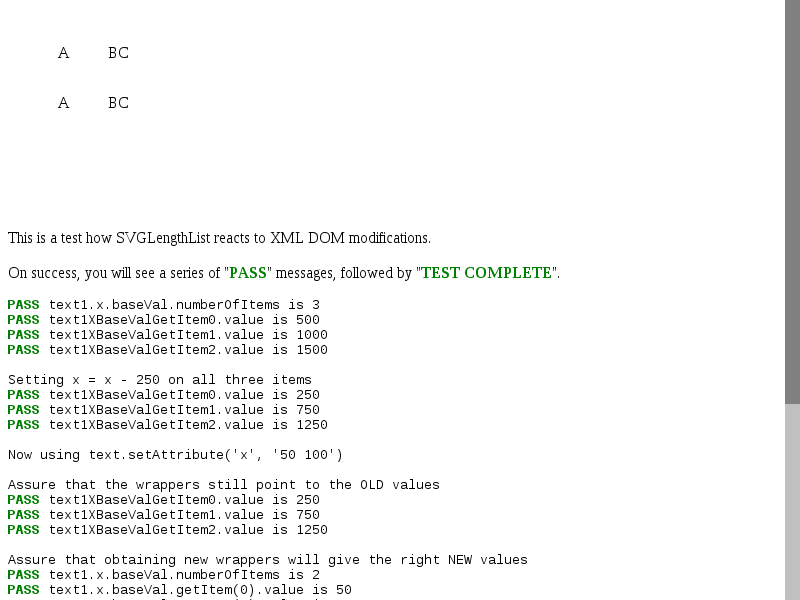 A BC
A BC
This is a test how SVGLengthList reacts to XML DOM modifications.
On success, you will see a series of "PASS" messages, followed by "TEST COMPLETE".
PASS text1.x.baseVal.numberOfItems is 3
PASS text1XBaseValGetItem0.value is 500
PASS text1XBaseValGetItem1.value is 1000
PASS text1XBaseValGetItem2.value is 1500
Setting x = x - 250 on all three items
PASS text1XBaseValGetItem0.value is 250
PASS text1XBaseValGetItem1.value is 750
PASS text1XBaseValGetItem2.value is 1250
Now using text.setAttribute('x', '50 100')
Assure that the wrappers still point to the OLD values
PASS text1XBaseValGetItem0.value is 250
PASS text1XBaseValGetItem1.value is 750
PASS text1XBaseValGetItem2.value is 1250
Assure that obtaining new wrappers will give the right NEW values
PASS text1.x.baseVal.numberOfItems is 2
PASS text1.x.baseVal.getItem(0).value is 50